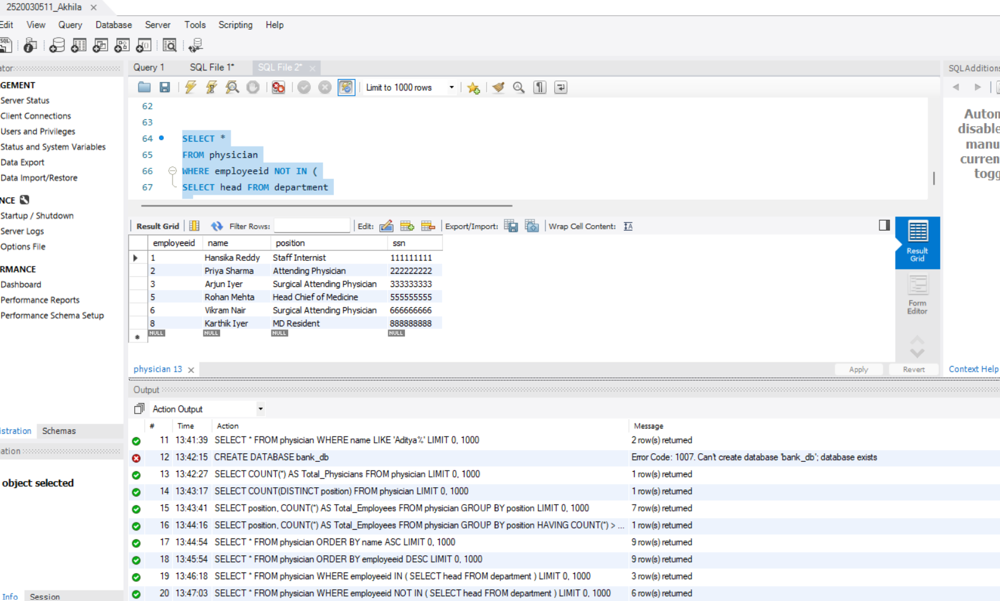 2520030511_Akhila
Edit View Query Database Server Tools Scripting Help
Query 1 SQL File 1* SQL File 2*
SQLAdditions
GEMENT
Server Status
Client Connections
Users and Privileges
Status and System Variables
Data Export
Data Import/Restore
NCE
Startup / Shutdown
Server Logs
Options File
RMANCE
Dashboard
Performance Reports
Performance Schema Setup
istration Schemas
object selected
Info Session
Limit to 1000 rows
62
63
64 SELECT *
65 FROM physician
66 WHERE employeeid NOT IN (
67 SELECT head FROM department
Result Grid Filter Rows: Edit: Export/Import: Wrap Cell Content:
employeeid name position ssn
1 Hansika Reddy Staff Internist 111111111
2 Priya Sharma Attending Physician 222222222
3 Arjun Iyer Surgical Attending Physician 333333333
5 Rohan Mehta Head Chief of Medicine 555555555
6 Vikram Nair Surgical Attending Physician 666666666
8 Karthik Iyer MD Resident 888888888
NULL NULL NULL NULL
Result
Grid
Form
Editor
physician 13
Apply Revert
Context Help
Output
Action Output
# Time Action Message
11 13:41:39 SELECT * FROM physician WHERE name LIKE 'Aditya%' LIMIT 0, 1000 2 row(s) returned
12 13:42:15 CREATE DATABASE bank_db Error Code: 1007. Can't create database 'bank_db'; database exists
13 13:42:27 SELECT COUNT(*) AS Total_Physicians FROM physician LIMIT 0, 1000 1 row(s) returned
14 13:43:17 SELECT COUNT(DISTINCT position) FROM physician LIMIT 0, 1000 1 row(s) returned
15 13:43:41 SELECT position, COUNT(*) AS Total_Employees FROM physician GROUP BY position LIMIT 0, 1000 7 row(s) returned
16 13:44:16 SELECT position, COUNT(*) AS Total_Employees FROM physician GROUP BY position HAVING COUNT(*) > ... 1 row(s) returned
17 13:44:54 SELECT * FROM physician ORDER BY name ASC LIMIT 0, 1000 9 row(s) returned
18 13:45:54 SELECT * FROM physician ORDER BY employeeid DESC LIMIT 0, 1000 9 row(s) returned
19 13:46:18 SELECT * FROM physician WHERE employeeid IN ( SELECT head FROM department ) LIMIT 0, 1000 3 row(s) returned
20 13:47:03 SELECT * FROM physician WHERE employeeid NOT IN ( SELECT head FROM department ) LIMIT 0, 1000 6 row(s) returned